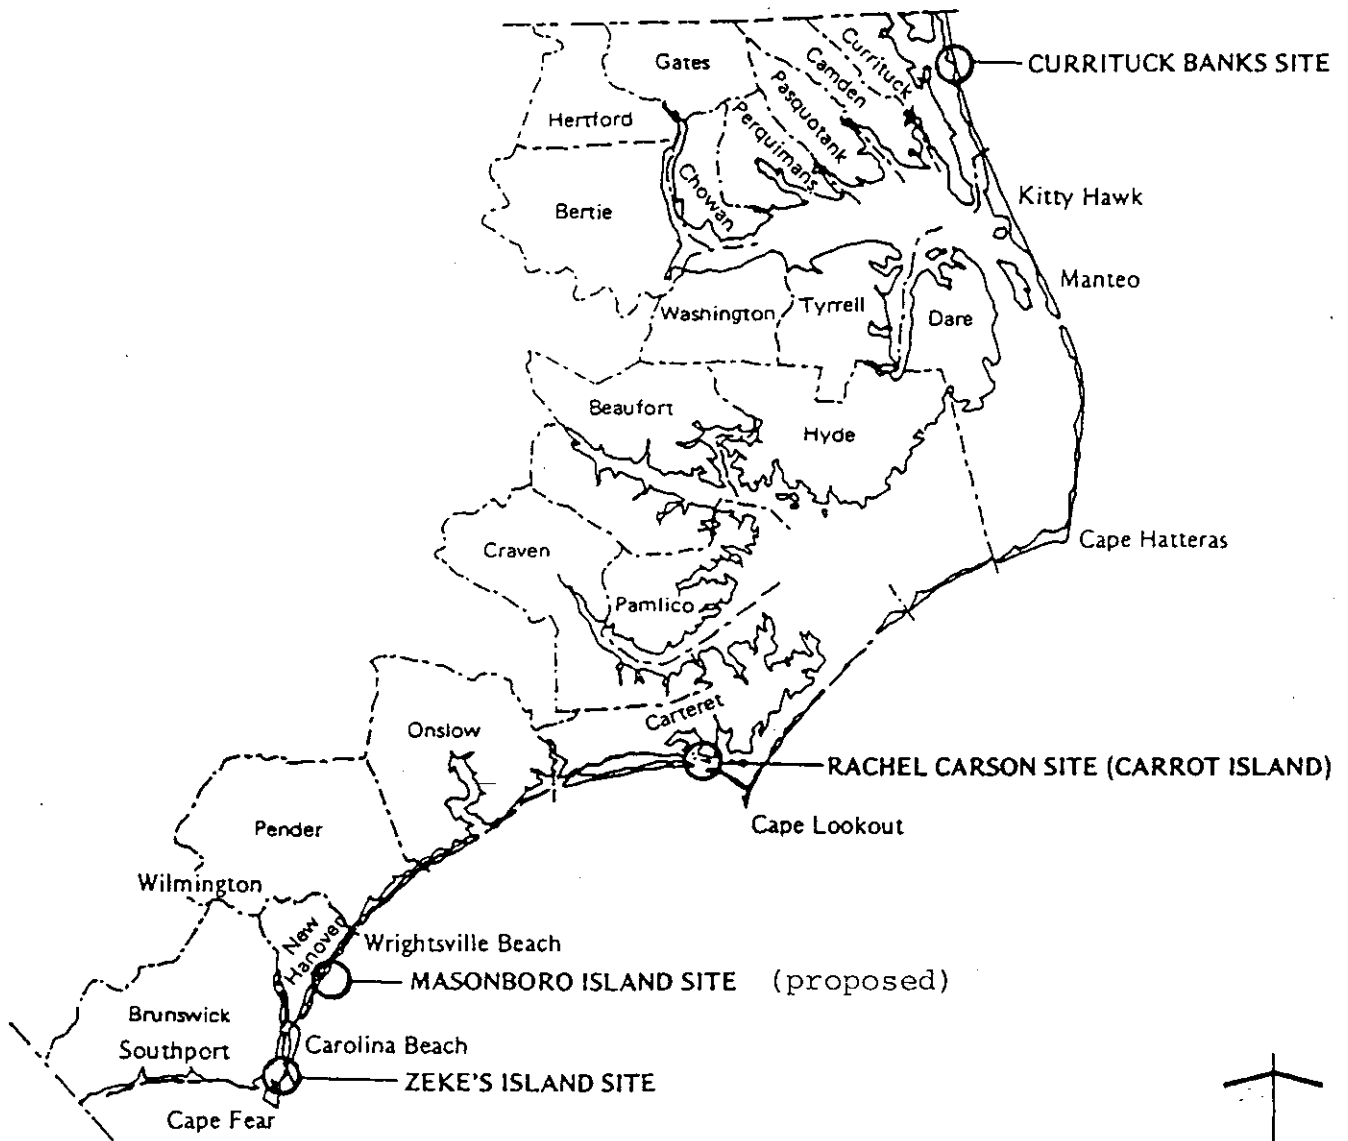 Gates
Currituck
Camden
Pasquotank
Perquimans
CURRITUCK BANKS SITE
Hertford
Chowan
Bertie
Kitty Hawk
Manteo
Washington
Tyrrell
Dare
Beaufort
Hyde
Craven
Cape Hatteras
Pamlico
Carteret
Onslow
RACHEL CARSON SITE (CARROT ISLAND)
Cape Lookout
Pender
Wilmington
New
Hanover
Wrightsville Beach
MASONBORO ISLAND SITE (proposed)
Brunswick
Southport
Carolina Beach
ZEKE'S ISLAND SITE
Cape Fear